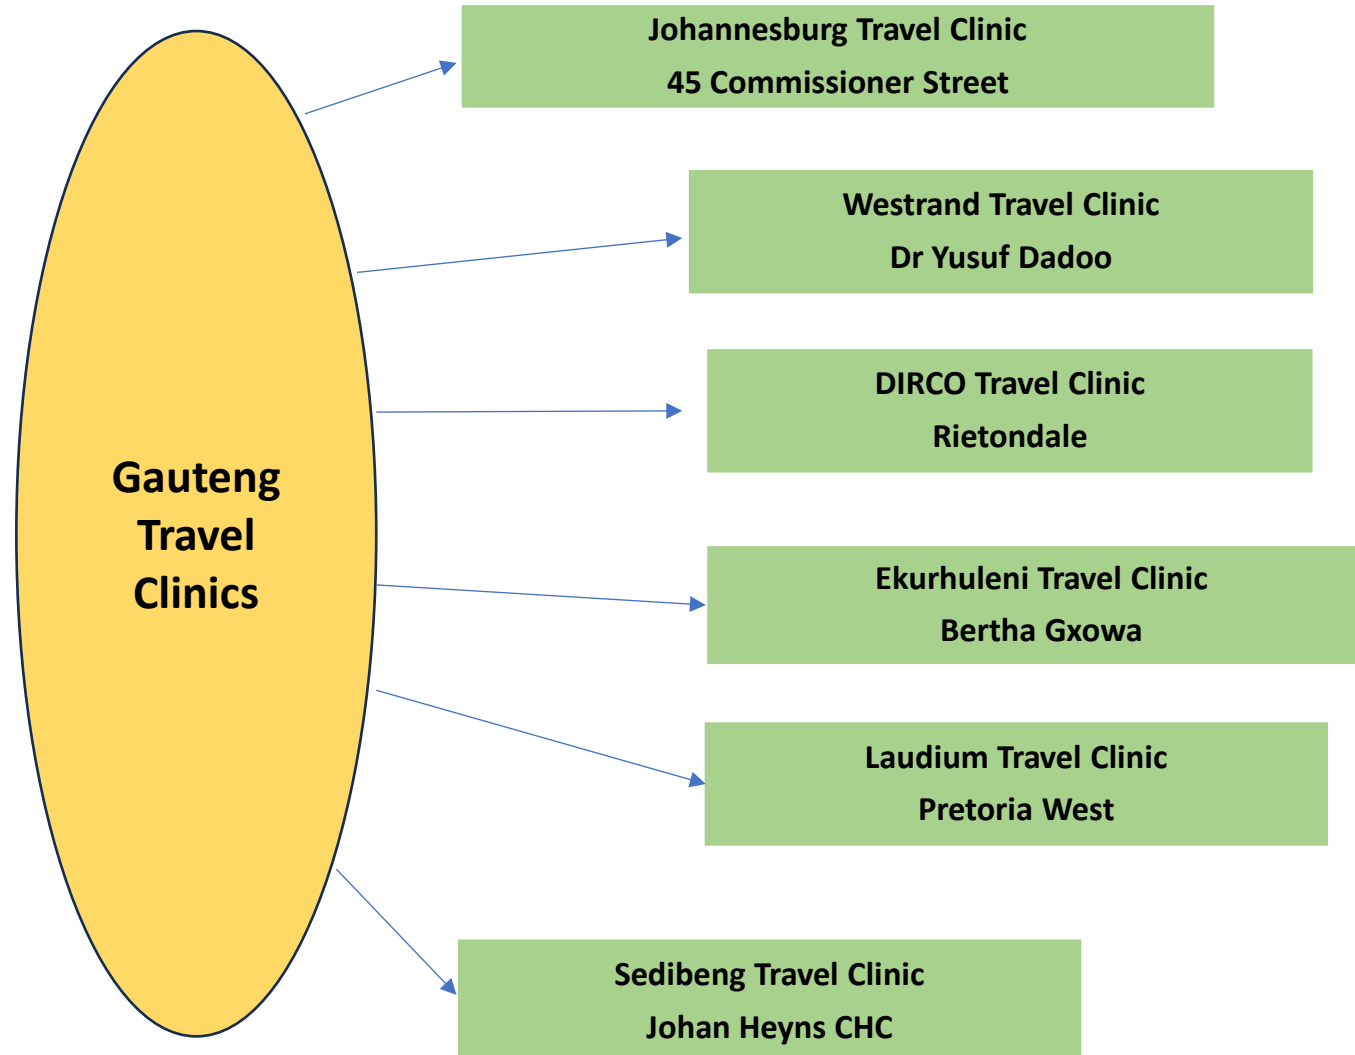 Johannesburg Travel Clinic
45 Commissioner Street
Westrand Travel Clinic
Dr Yusuf Dadoo
DIRCO Travel Clinic
Rietondale
Gauteng
Travel
Clinics
Ekurhuleni Travel Clinic
Bertha Gxowa
Laudium Travel Clinic
Pretoria West
Sedibeng Travel Clinic
Johan Heyns CHC